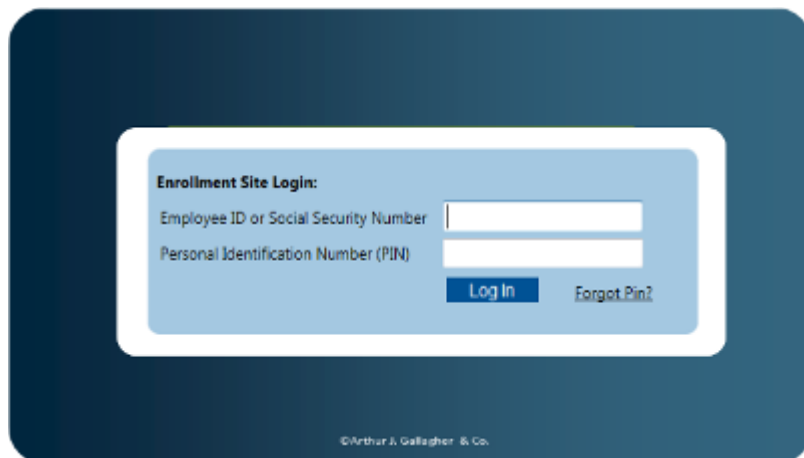 Enrollment Site Login:
Employee ID or Social Security Number
Personal Identification Number (PIN)
Log In Forgot Pin?
©Arthur J. Gallagher & Co.